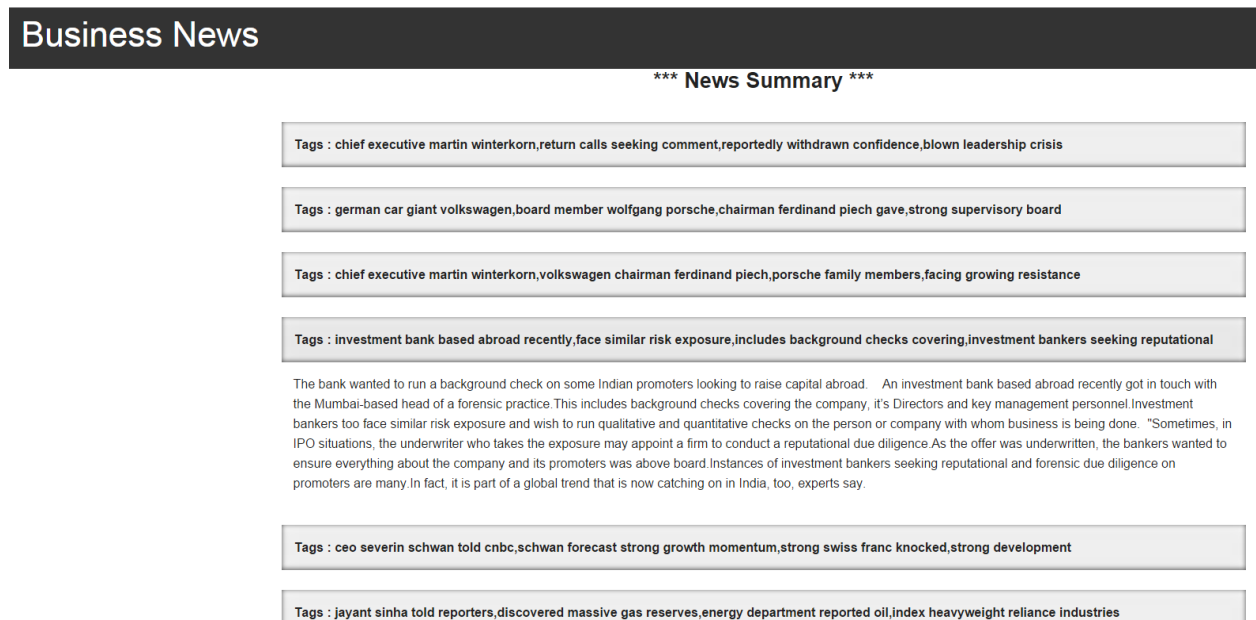 Business News
*** News Summary ***
Tags : chief executive martin winterkorn,return calls seeking comment,reportedly withdrawn confidence,blown leadership crisis
Tags : german car giant volkswagen,board member wolfgang porsche,chairman ferdinand piech gave,strong supervisory board
Tags : chief executive martin winterkorn,volkswagen chairman ferdinand piech,porsche family members,facing growing resistance
Tags : investment bank based abroad recently,face similar risk exposure,includes background checks covering,investment bankers seeking reputational
The bank wanted to run a background check on some Indian promoters looking to raise capital abroad.    An investment bank based abroad recently got in touch with
the Mumbai-based head of a forensic practice.This includes background checks covering the company, it's Directors and key management personnel.Investment
bankers too face similar risk exposure and wish to run qualitative and quantitative checks on the person or company with whom business is being done.  "Sometimes, in
IPO situations, the underwriter who takes the exposure may appoint a firm to conduct a reputational due diligence.As the offer was underwritten, the bankers wanted to
ensure everything about the company and its promoters was above board.Instances of investment bankers seeking reputational and forensic due diligence on
promoters are many.In fact, it is part of a global trend that is now catching on in India, too, experts say.
Tags : ceo severin schwan told cnbc,schwan forecast strong growth momentum,strong swiss franc knocked,strong development
Tags : jayant sinha told reporters,discovered massive gas reserves,energy department reported oil,index heavyweight reliance industries